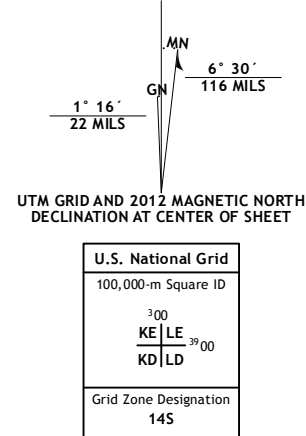 MN
GN
6° 30´
116 MILS
1° 16´
22 MILS
UTM GRID AND 2012 MAGNETIC NORTH
DECLINATION AT CENTER OF SHEET
U.S. National Grid
100,000-m Square ID
300
KE LE
3900
KD LD
Grid Zone Designation
14S